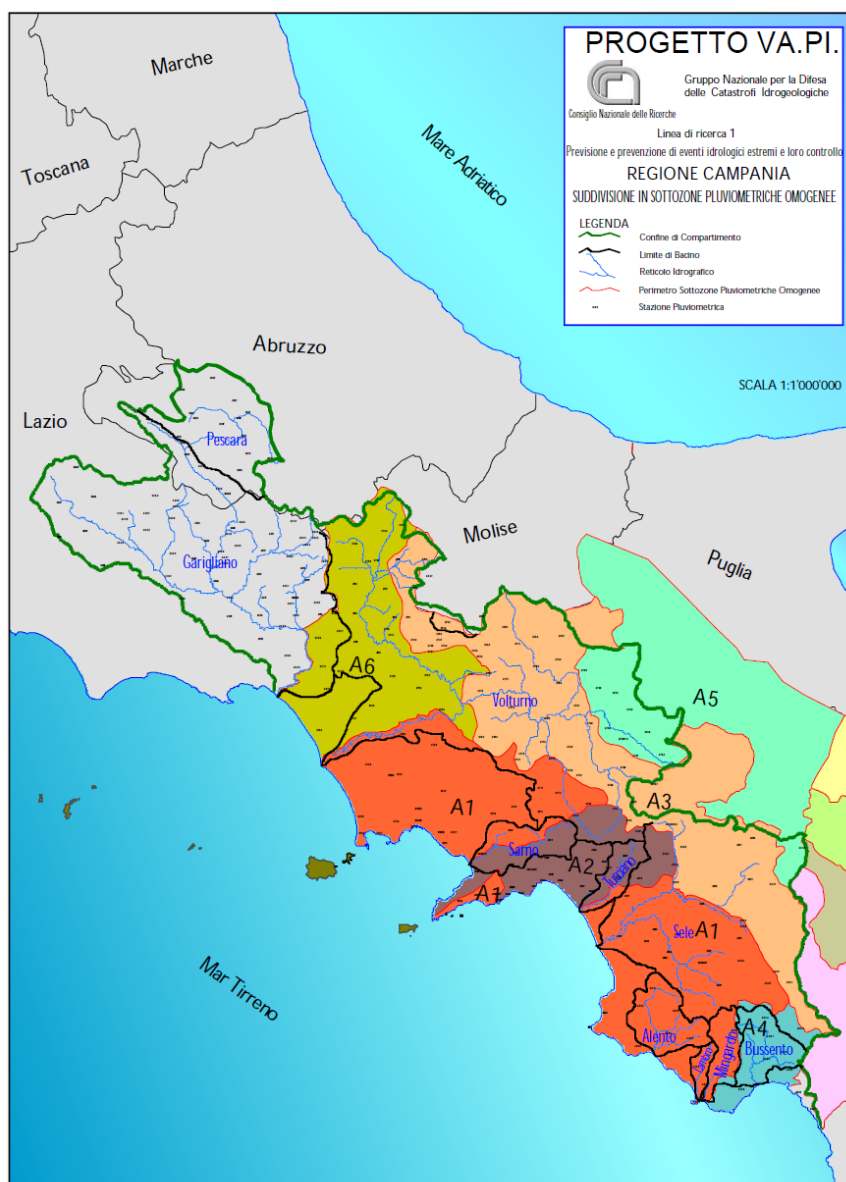 PROGETTO VA.PI.
Gruppo Nazionale per la Difesa
delle Catastrofi Idrogeologiche
Consiglio Nazionale delle Ricerche
Linea di ricerca 1
Previsione e prevenzione di eventi idrologici estremi e loro controllo
REGIONE CAMPANIA
SUDDIVISIONE IN SOTTOZONE PLUVIOMETRICHE OMOGENEE
LEGENDA
Confine di Compartimento
Limite di Bacino
Reticolo Idrografico
Perimetro Sottozone Pluviometriche Omogenee
Stazione Pluviometrica
SCALA 1:1'000'000
Marche
Toscana
Mare Adriatico
Abruzzo
Lazio
Pescara
Molise
Garigliano
Puglia
A6
A5
Volturno
A1
A3
Sarno
A2
A1
Sele
A1
Mar Tirreno
Alento
Mingardo
A4
Bussento